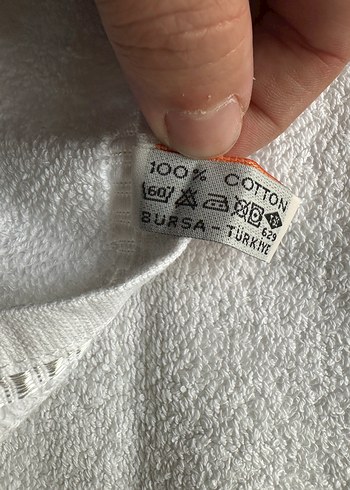 100% COTTON
60
629
BURSA - TÜRKİYE